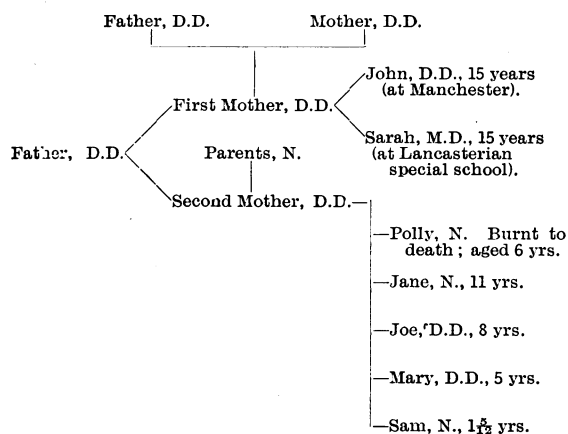 Father, D.D. Mother, D.D.
John, D.D., 15 years
(at Manchester).
First Mother, D.D.
Sarah, M.D., 15 years
(at Lancasterian
special school).
Father, D.D.
Parents, N.
Second Mother, D.D.
Polly, N. Burnt to
death; aged 6 yrs.
Jane, N., 11 yrs.
Joe, D.D., 8 yrs.
Mary, D.D., 5 yrs.
Sam, N., 1 5/12 yrs.